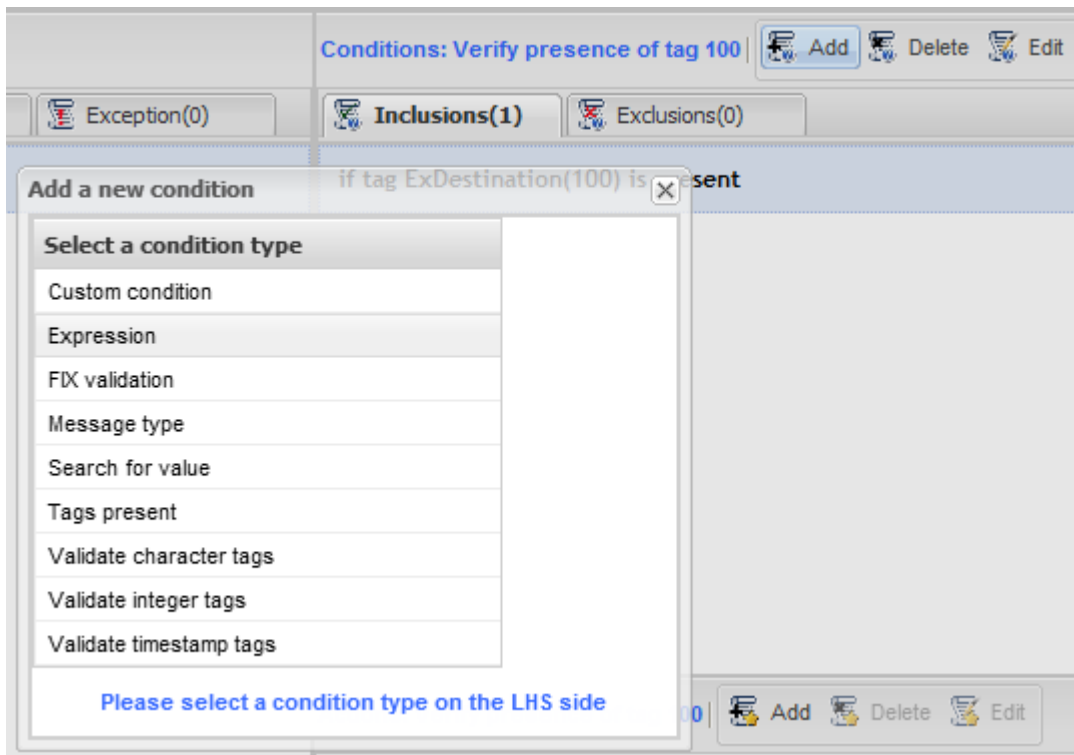 Conditions: Verify presence of tag 100 Add Delete Edit
Exception(0) Inclusions(1) Exclusions(0)
if tag ExDestination(100) is present
Add a new condition
Select a condition type
Custom condition
Expression
FIX validation
Message type
Search for value
Tags present
Validate character tags
Validate integer tags
Validate timestamp tags
Please select a condition type on the LHS side
00 Add Delete Edit